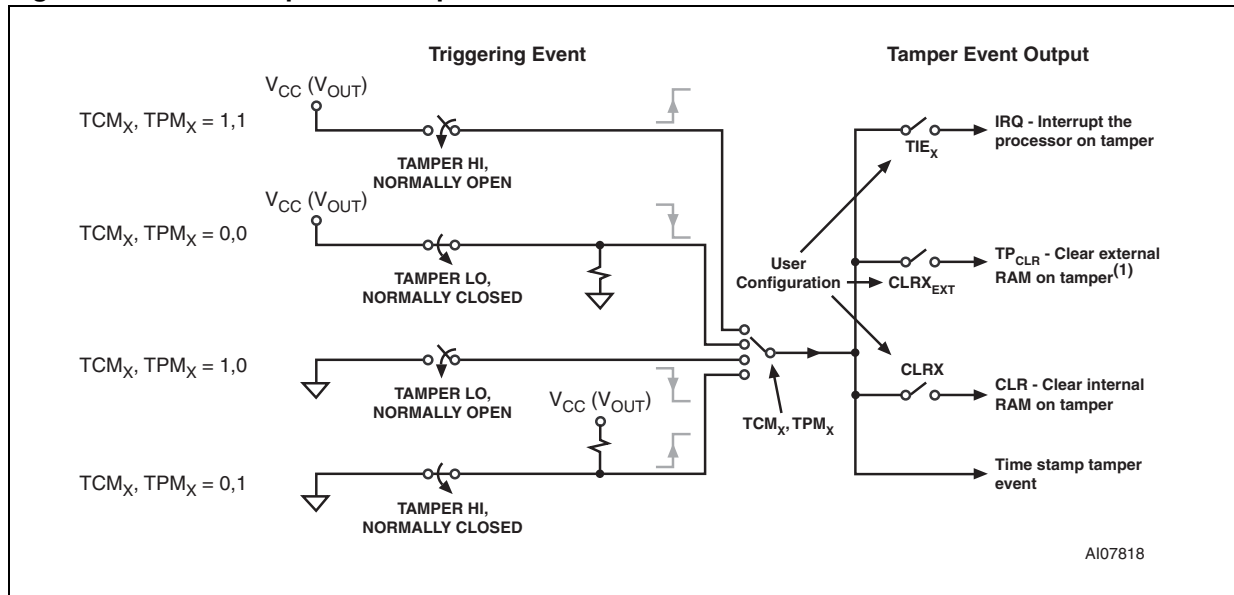 Triggering Event
Tamper Event Output
VCC (VOUT)
TCMX, TPMX = 1,1
TAMPER HI,
NORMALLY OPEN
IRQ - Interrupt the
processor on tamper
TIEX
VCC (VOUT)
TCMX, TPMX = 0,0
TAMPER LO,
NORMALLY CLOSED
User
Configuration
TPCLR - Clear external
RAM on tamper(1)
CLRXEXT
TCMX, TPMX = 1,0
TAMPER LO,
NORMALLY OPEN
VCC (VOUT)
TCMX, TPMX
CLRX
CLR - Clear internal
RAM on tamper
TCMX, TPMX = 0,1
TAMPER HI,
NORMALLY CLOSED
Time stamp tamper
event
AI07818